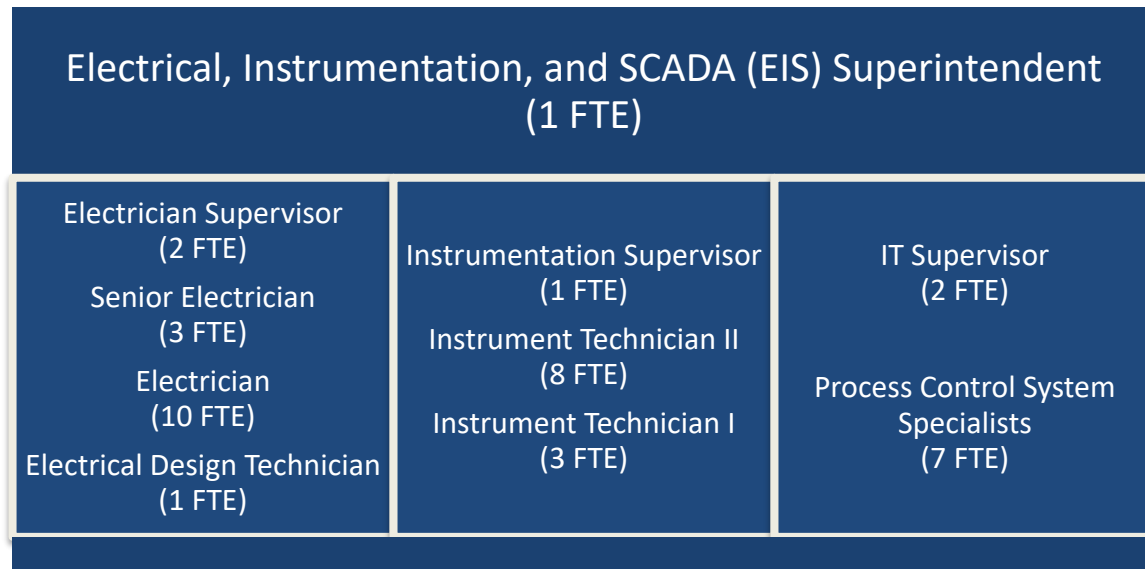 Electrical, Instrumentation, and SCADA (EIS) Superintendent
(1 FTE)
Electrician Supervisor
(2 FTE)
Senior Electrician
(3 FTE)
Electrician
(10 FTE)
Electrical Design Technician
(1 FTE)
Instrumentation Supervisor
(1 FTE)
Instrument Technician II
(8 FTE)
Instrument Technician I
(3 FTE)
IT Supervisor
(2 FTE)
Process Control System
Specialists
(7 FTE)